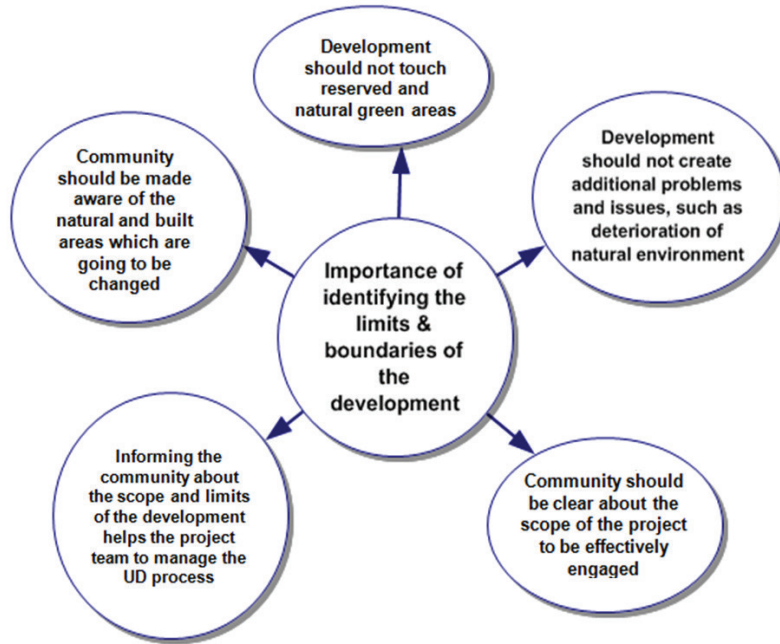 Development
should not touch
reserved and
natural green areas
Community
should be made
aware of the
natural and built
areas which are
going to be
changed
Development
should not create
additional problems
and issues, such as
deterioration of
natural environment
Importance of
identifying the
limits &
boundaries of
the
development
Informing the
community about
the scope and limits
of the development
helps the project
team to manage the
UD process
Community should
be clear about the
scope of the project
to be effectively
engaged